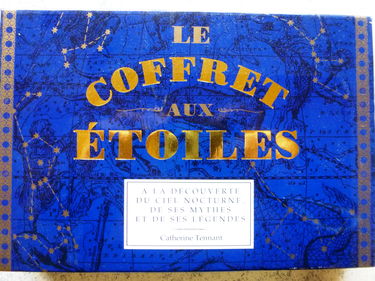 LE
COFFRET
AUX
ÉTOILES
A LA DÉCOUVERTE
DU CIEL NOCTURNE,
DE SES MYTHES
ET DE SES LÉGENDES
Catherine Tennant